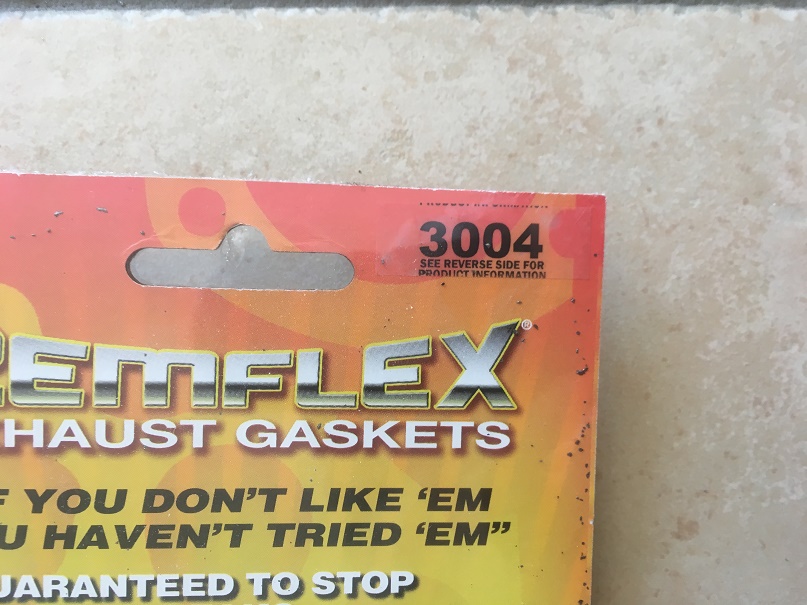 3004
SEE REVERSE SIDE FOR
PRODUCT INFORMATION
REMFLEX®
HAUST GASKETS
F YOU DON'T LIKE ‘EM
U HAVEN'T TRIED ‘EM”
UARANTEED TO STOP